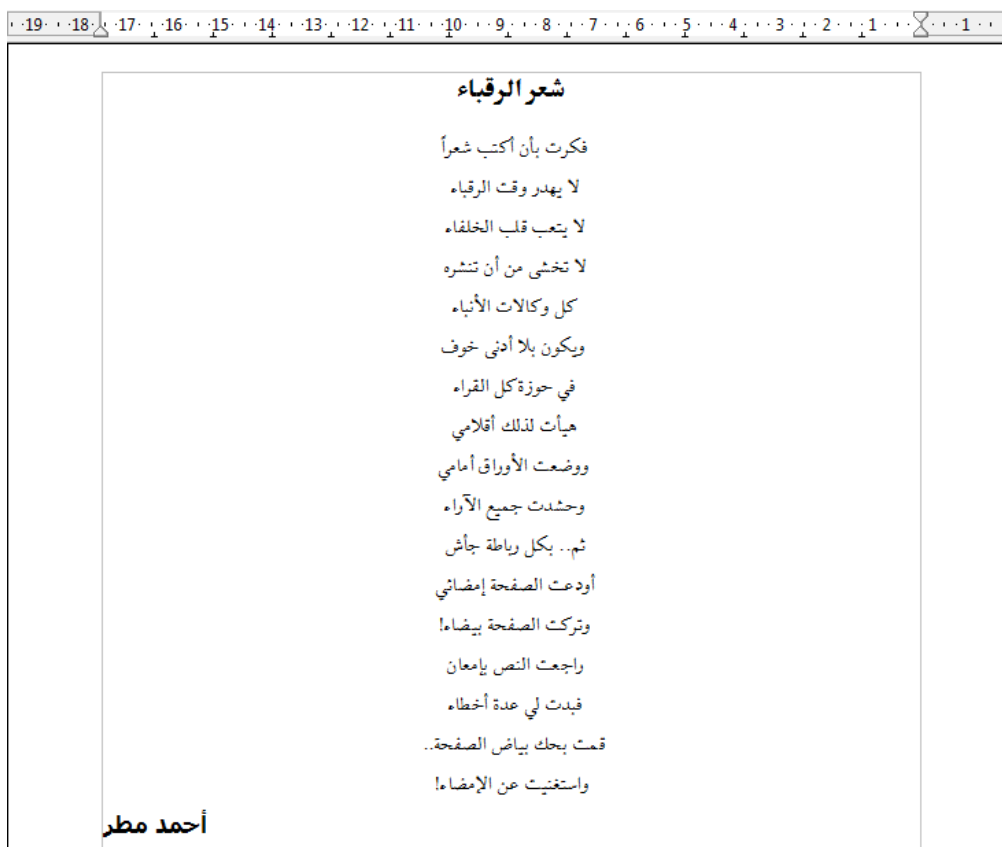 19 18 17 16 15 14 13 12 11 10 9 8 7 6 5 4 3 2 1 1
شعر الرقباء
فكرت بأن أكتب شعراً
لا يهدر وقت الرقباء
لا يتعب قلب الخلفاء
لا تخشى من أن تنشره
كل وكالات الأنباء
ويكون بلا أدنى خوف
في حوزة كل القراء
هيأت لذلك أقلامي
ووضعت الأوراق أمامي
وحشدت جميع الآراء
ثم.. بكل رباطة جأش
أودعت الصفحة إمضائي
وتركت الصفحة بيضاء!
راجعت النص بإمعان
فبدت لي عدة أخطاء
قمت بحك بياض الصفحة..
واستغنيت عن الإمضاء!
أحمد مطر